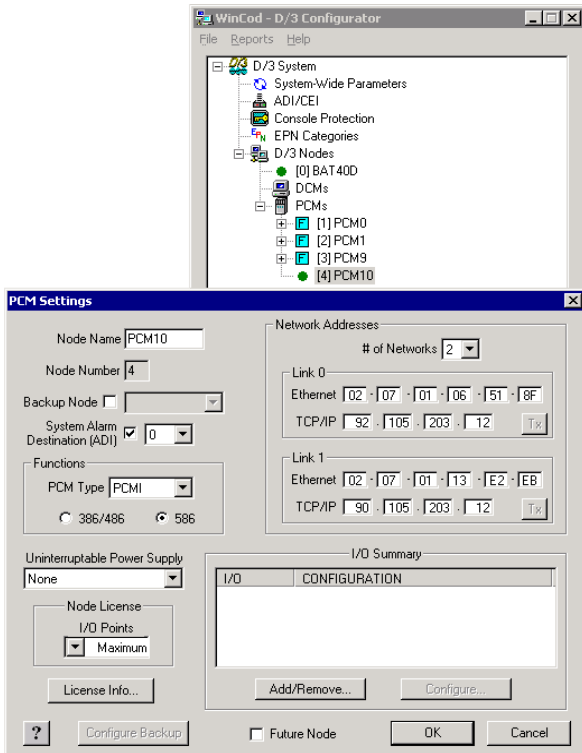 WinCod - D/3 Configurator
File Reports Help
D/3 System
System-Wide Parameters
ADI/CEI
Console Protection
EPN EPN Categories
D/3 Nodes
[0] BAT40D
DCMs
PCMs
F [1] PCM0
F [2] PCM1
F [3] PCM9
[4] PCM10
PCM Settings
Node Name PCM10
Node Number 4
Backup Node
System Alarm
Destination (ADI) 0
Functions
PCM Type PCMI
386/486 586
Network Addresses
# of Networks 2
Link 0
Ethernet 02 - 07 - 01 - 06 - 51 - 8F
TCP/IP 92 . 105 . 203 . 12 Tx
Link 1
Ethernet 02 - 07 - 01 - 13 - E2 - EB
TCP/IP 90 . 105 . 203 . 12 Tx
Uninterruptable Power Supply
None
Node License
I/O Points
Maximum
License Info...
I/O Summary
I/O CONFIGURATION
Add/Remove... Configure...
? Configure Backup Future Node OK Cancel